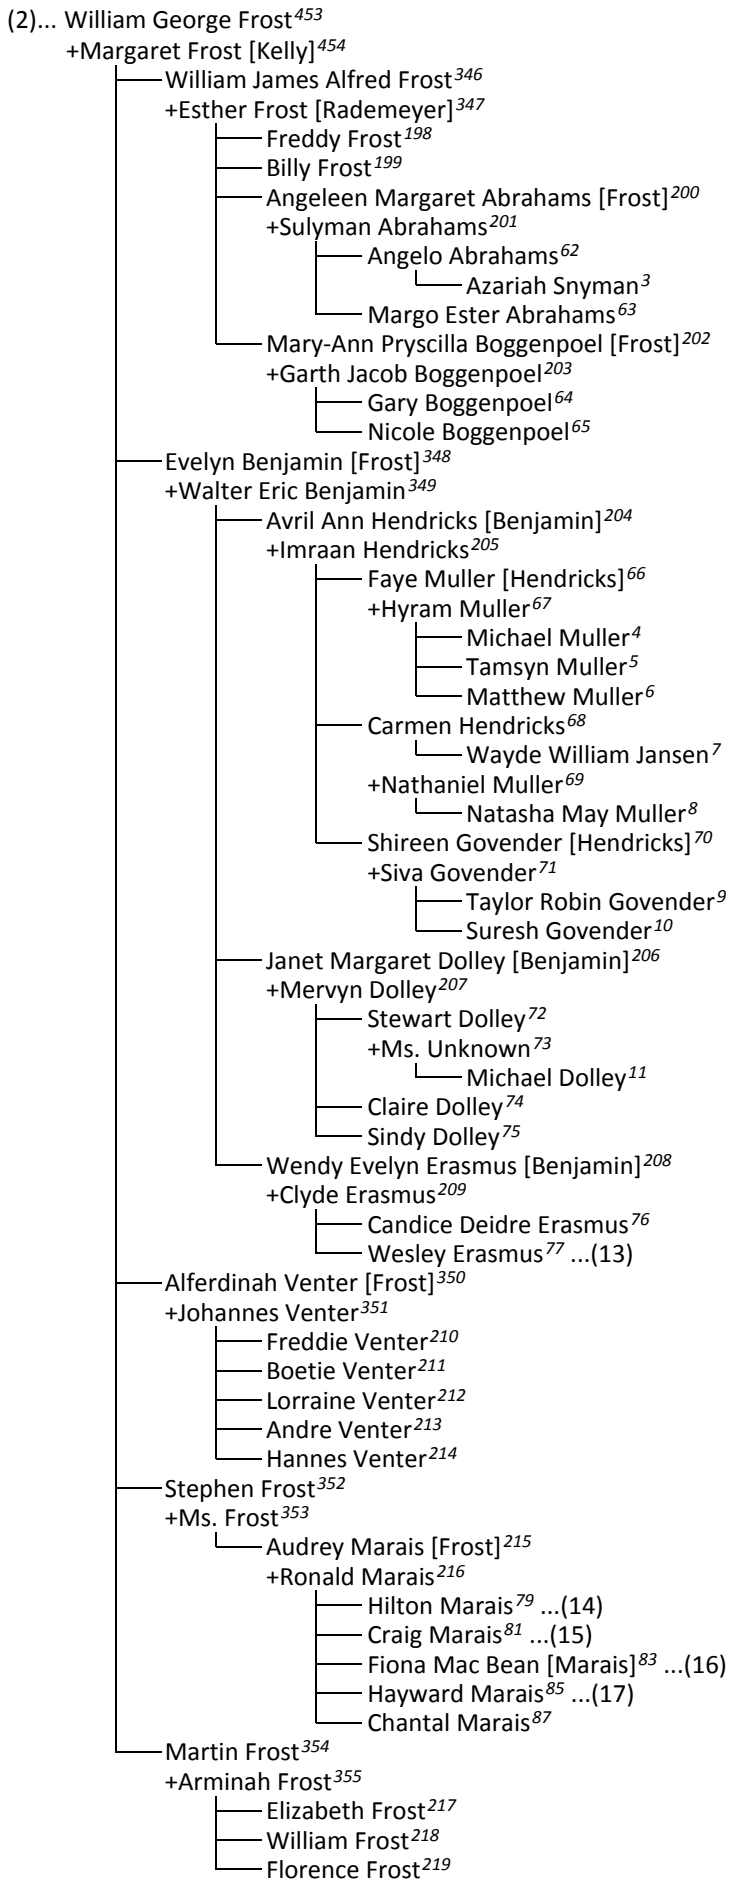 (2)... William George Frost453
+Margaret Frost [Kelly]454
William James Alfred Frost346
+Esther Frost [Rademeyer]347
Freddy Frost198
Billy Frost199
Angeleen Margaret Abrahams [Frost]200
+Sulyman Abrahams201
Angelo Abrahams62
Azariah Snyman3
Margo Ester Abrahams63
Mary-Ann Pryscilla Boggenpoel [Frost]202
+Garth Jacob Boggenpoel203
Gary Boggenpoel64
Nicole Boggenpoel65
Evelyn Benjamin [Frost]348
+Walter Eric Benjamin349
Avril Ann Hendricks [Benjamin]204
+Imraan Hendricks205
Faye Muller [Hendricks]66
+Hyram Muller67
Michael Muller4
Tamsyn Muller5
Matthew Muller6
Carmen Hendricks68
Wayde William Jansen7
+Nathaniel Muller69
Natasha May Muller8
Shireen Govender [Hendricks]70
+Siva Govender71
Taylor Robin Govender9
Suresh Govender10
Janet Margaret Dolley [Benjamin]206
+Mervyn Dolley207
Stewart Dolley72
+Ms. Unknown73
Michael Dolley11
Claire Dolley74
Sindy Dolley75
Wendy Evelyn Erasmus [Benjamin]208
+Clyde Erasmus209
Candice Deidre Erasmus76
Wesley Erasmus77 ...(13)
Alferdinah Venter [Frost]350
+Johannes Venter351
Freddie Venter210
Boetie Venter211
Lorraine Venter212
Andre Venter213
Hannes Venter214
Stephen Frost352
+Ms. Frost353
Audrey Marais [Frost]215
+Ronald Marais216
Hilton Marais79 ...(14)
Craig Marais81 ...(15)
Fiona Mac Bean [Marais]83 ...(16)
Hayward Marais85 ...(17)
Chantal Marais87
Martin Frost354
+Arminah Frost355
Elizabeth Frost217
William Frost218
Florence Frost219